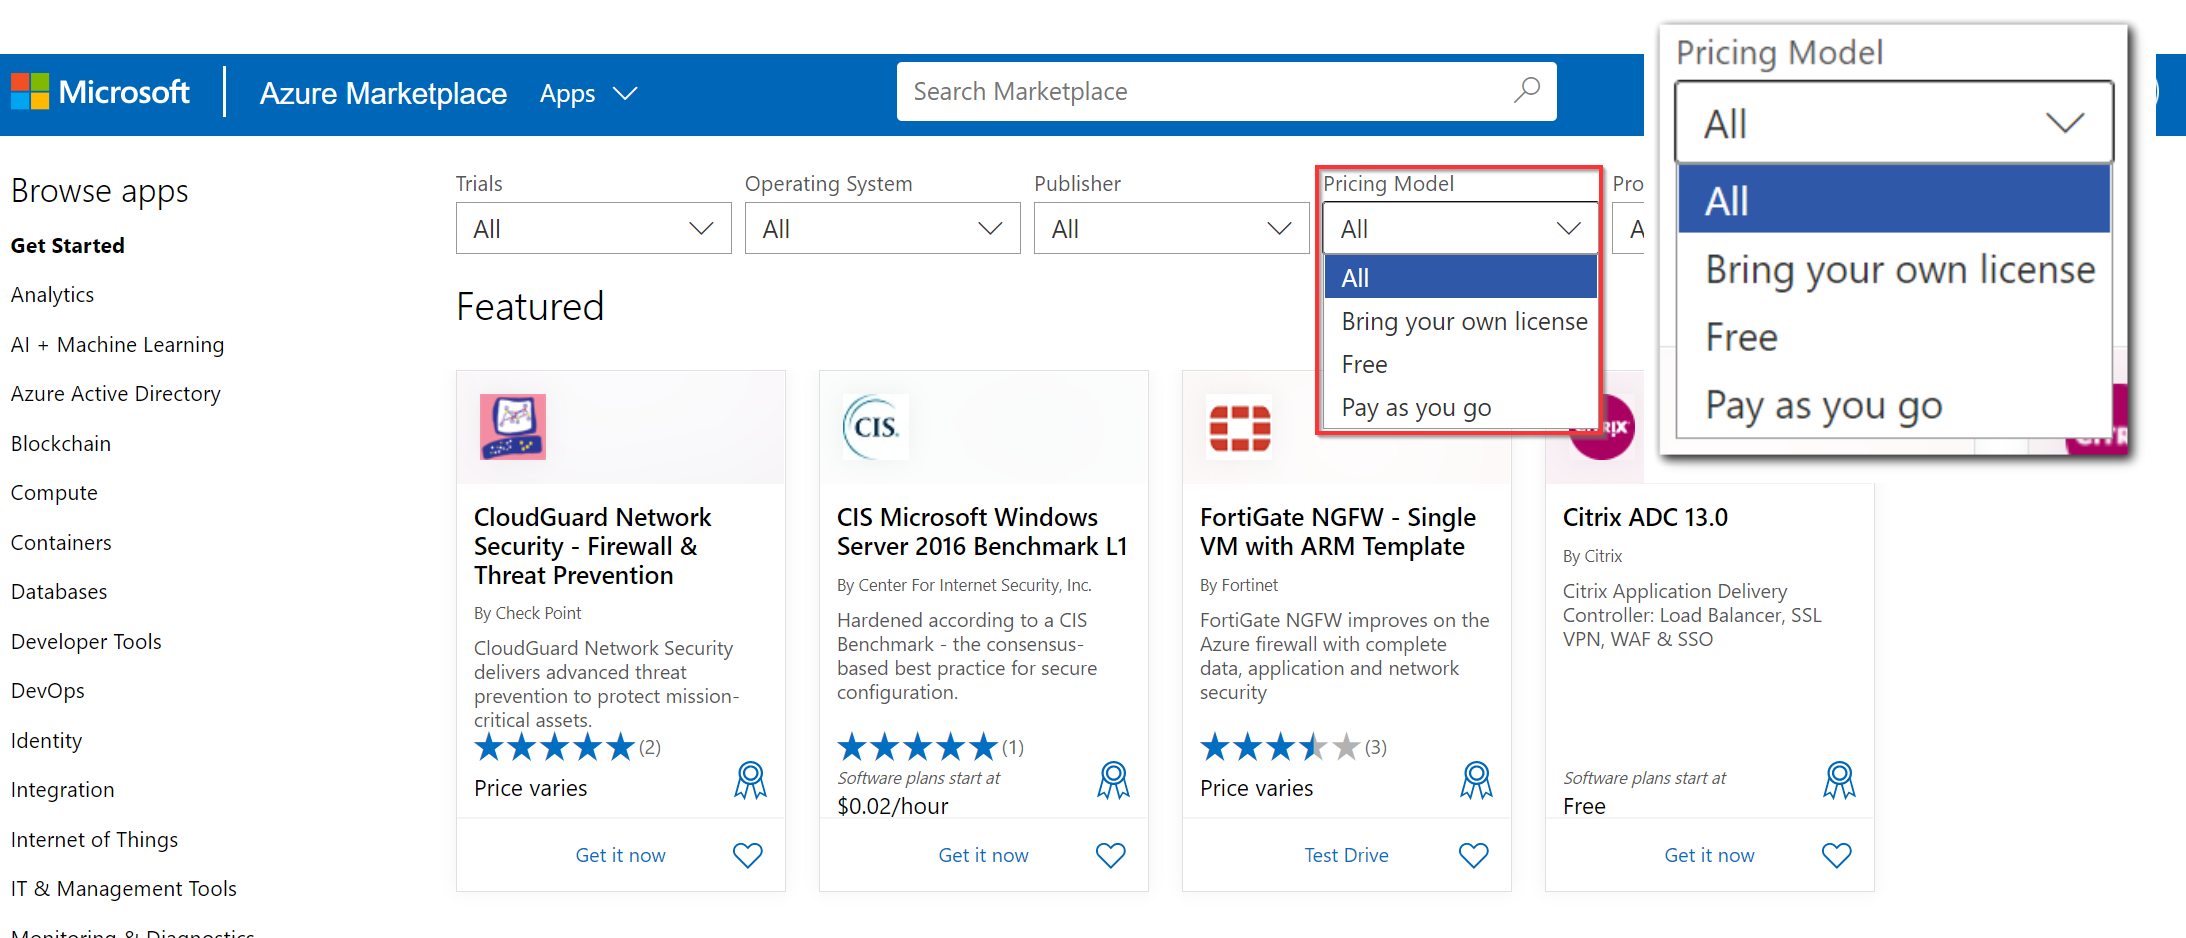 Microsoft
Azure Marketplace
Apps
Search Marketplace
Pricing Model
All
All
Bring your own license
Free
Pay as you go
Browse apps
Get Started
Analytics
AI + Machine Learning
Azure Active Directory
Blockchain
Compute
Containers
Databases
Developer Tools
DevOps
Identity
Integration
Internet of Things
IT & Management Tools
Monitoring & Diagnostics
Trials
All
Operating System
All
Publisher
All
Pricing Model
All
All
Bring your own license
Free
Pay as you go
Pro
A
Featured
CIS.
CloudGuard Network
Security - Firewall &
Threat Prevention
By Check Point
CloudGuard Network Security
delivers advanced threat
prevention to protect mission-
critical assets.
(2)
Price varies
Get it now
CIS Microsoft Windows
Server 2016 Benchmark L1
By Center For Internet Security, Inc.
Hardened according to a CIS
Benchmark - the consensus-
based best practice for secure
configuration.
(1)
Software plans start at
$0.02/hour
Get it now
FortiGate NGFW - Single
VM with ARM Template
By Fortinet
FortiGate NGFW improves on the
Azure firewall with complete
data, application and network
security
(3)
Price varies
Test Drive
Citrix ADC 13.0
By Citrix
Citrix Application Delivery
Controller: Load Balancer, SSL
VPN, WAF & SSO
Software plans start at
Free
Get it now